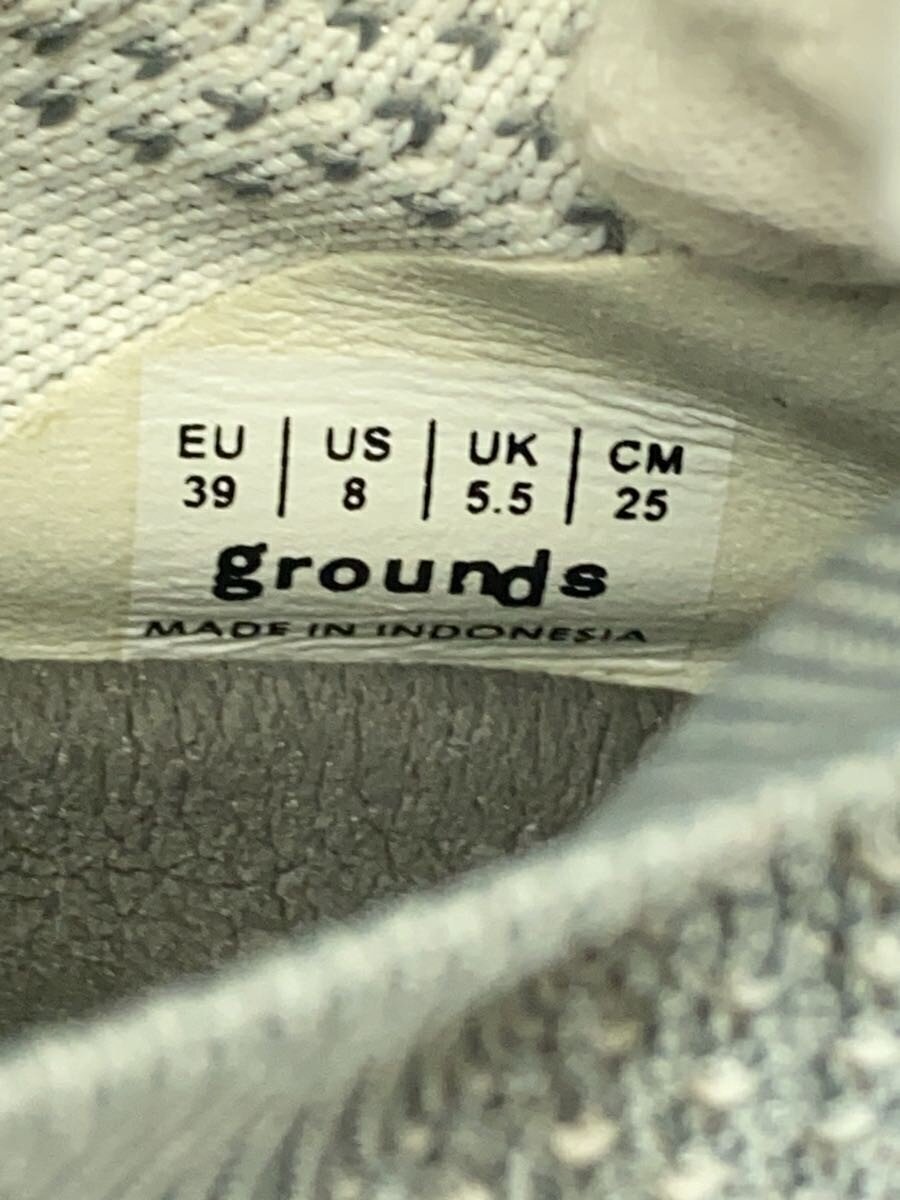 EU | US | UK | CM
39 | 8 | 5.5 | 25
grounds
MADE IN INDONESIA